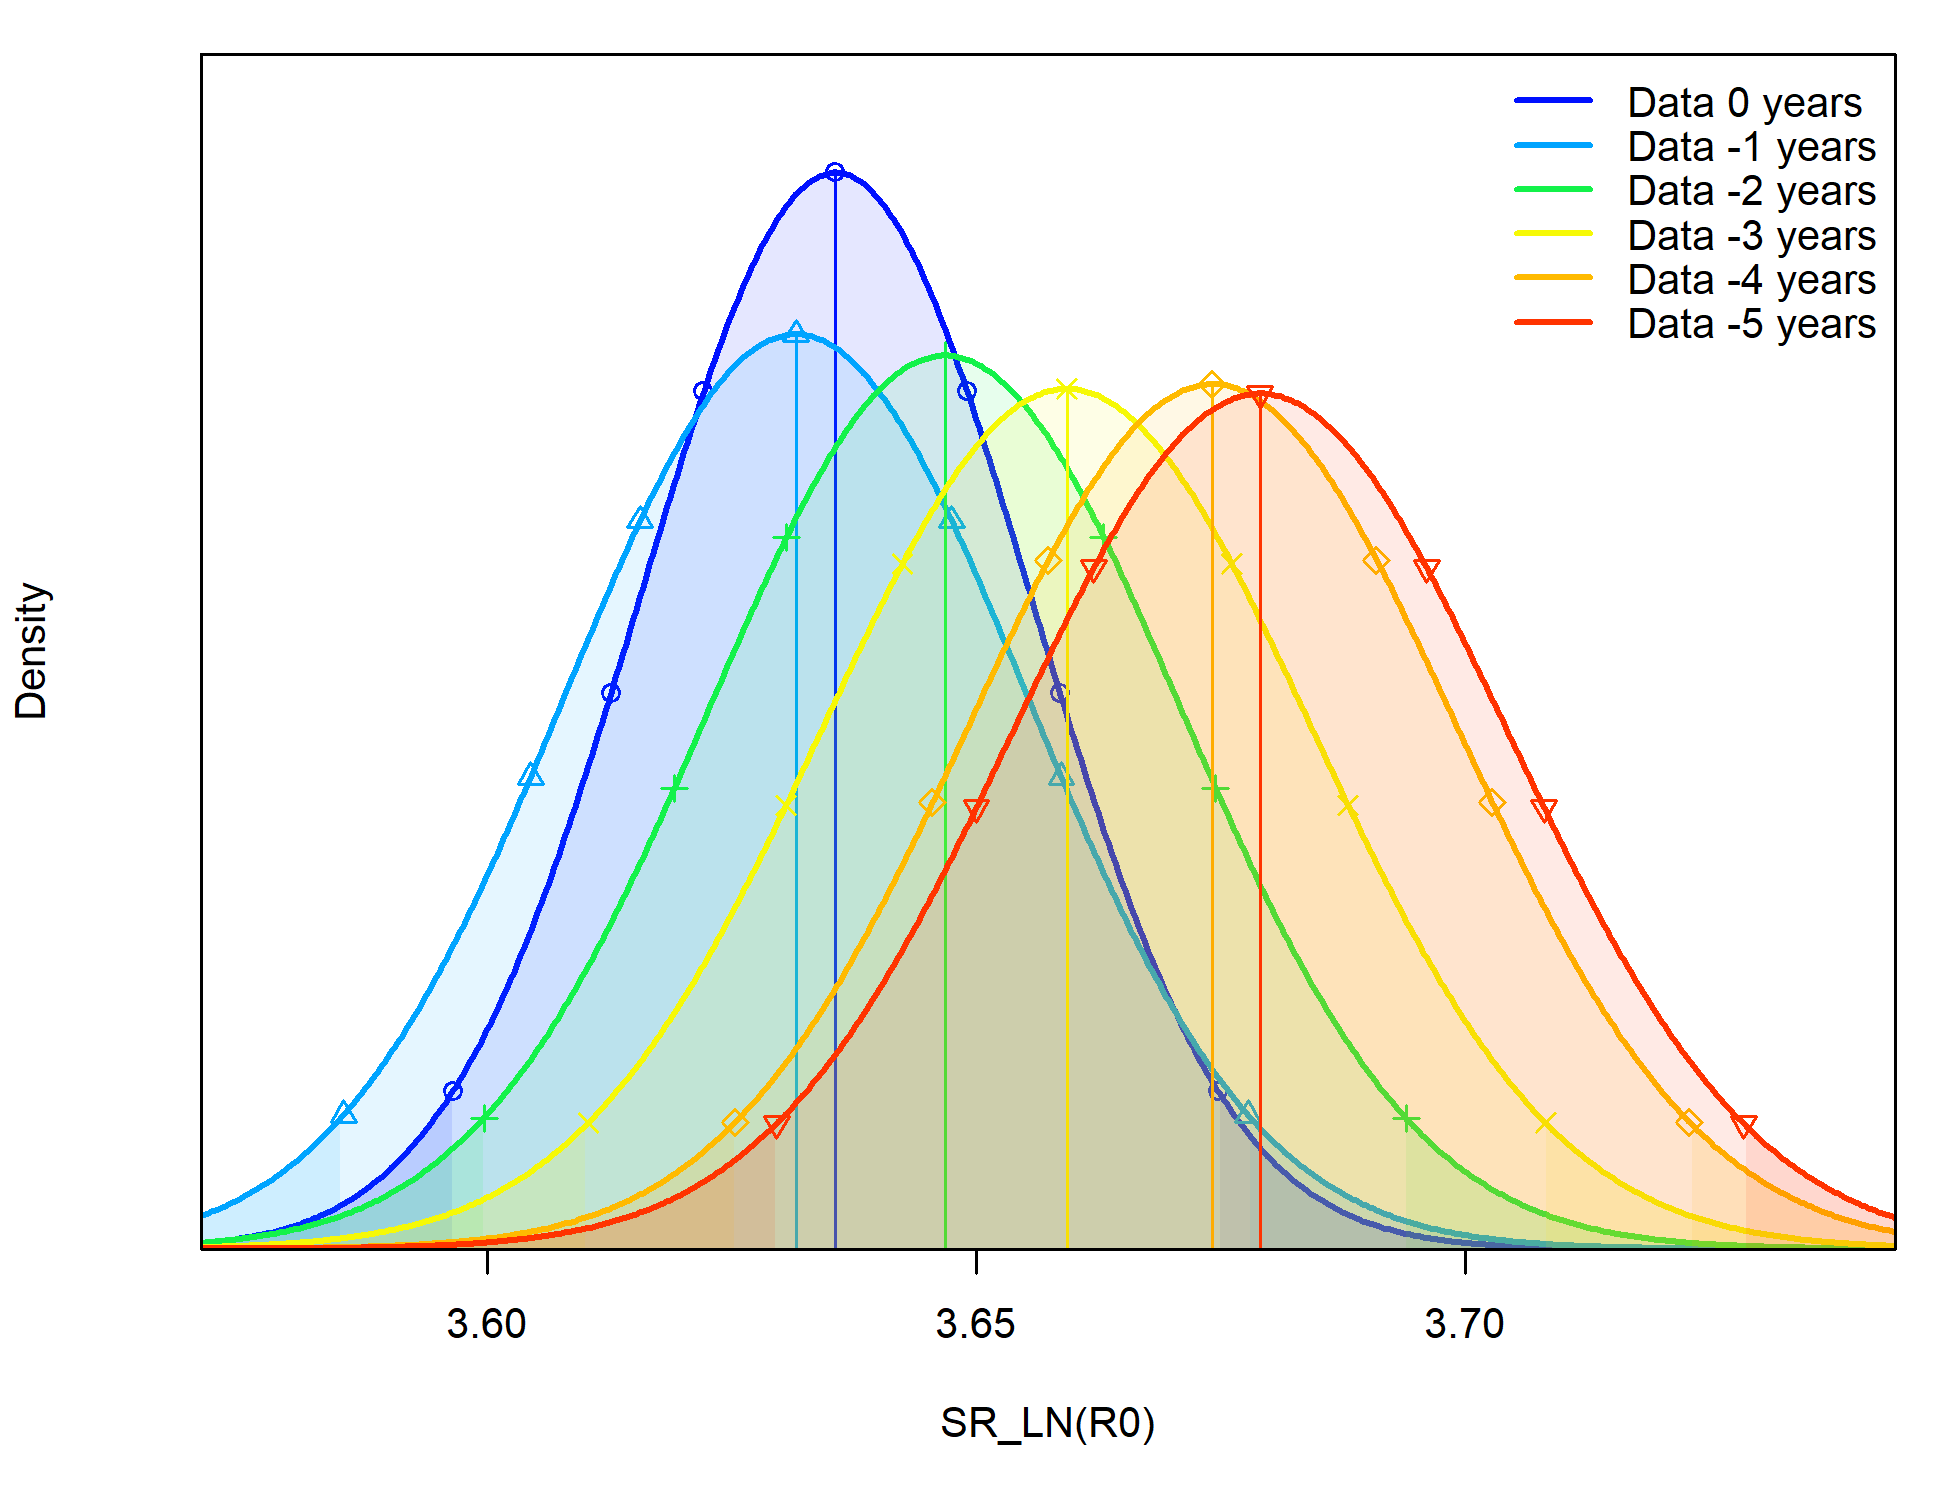 Data 0 years
Data -1 years
Data -2 years
Data -3 years
Data -4 years
Data -5 years
Density
3.60
3.65
3.70
SR_LN(R0)